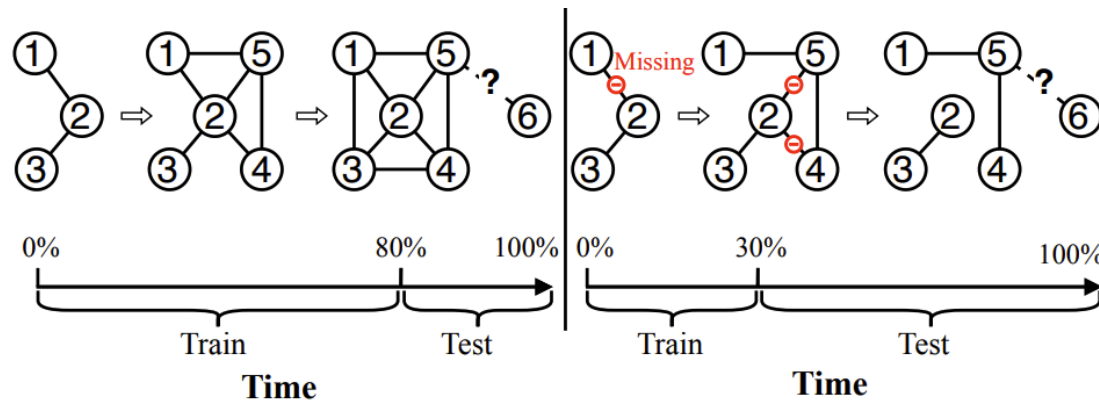 1 5 1 5 ? 1 Missing 1 5 1 5 ?
2 2 2 6 2 2 2 6
3 3 4 3 4 3 3 4 3 4
0% 80% 100% 0% 30% 100%
Train Test Train Test
Time Time